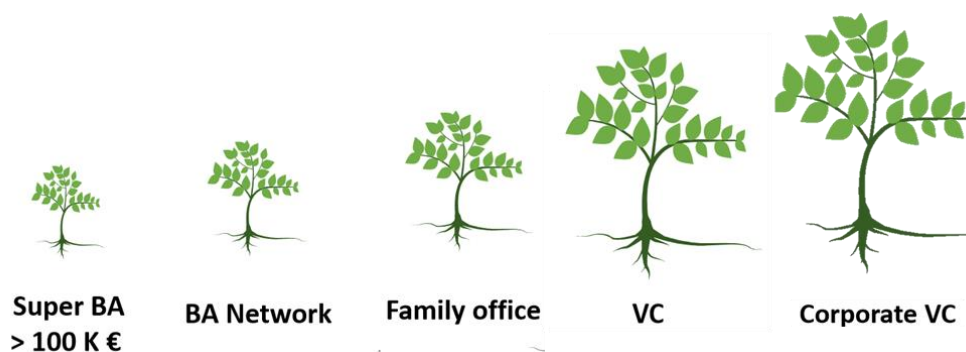 Super BA
> 100 K €
BA Network
Family office
VC
Corporate VC